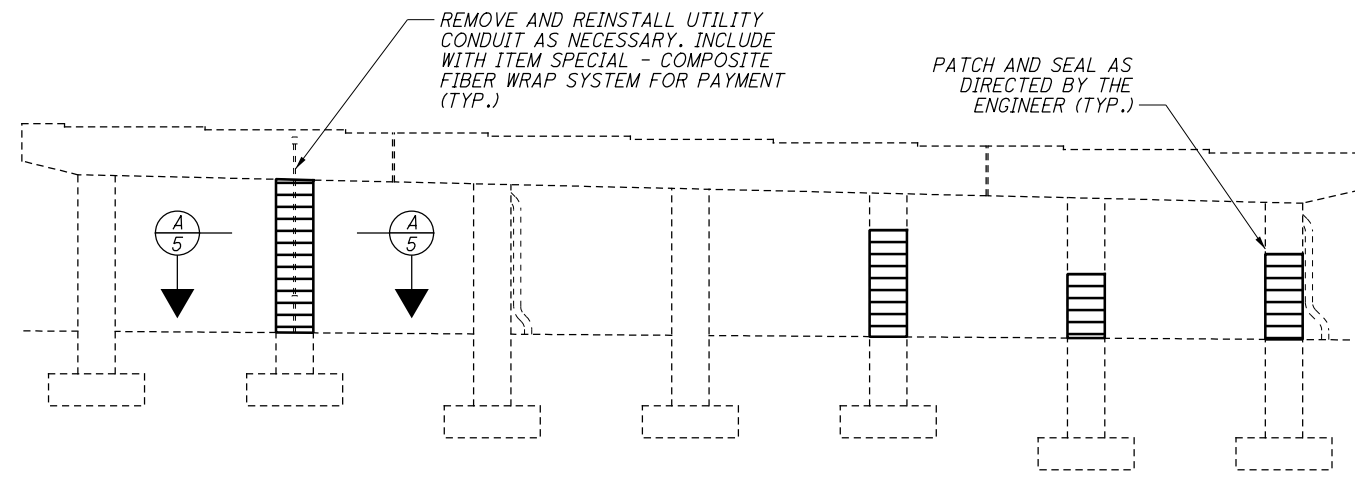 REMOVE AND REINSTALL UTILITY
CONDUIT AS NECESSARY. INCLUDE
WITH ITEM SPECIAL - COMPOSITE
FIBER WRAP SYSTEM FOR PAYMENT
(TYP.)
PATCH AND SEAL AS
DIRECTED BY THE
ENGINEER (TYP.)
A
5
A
5